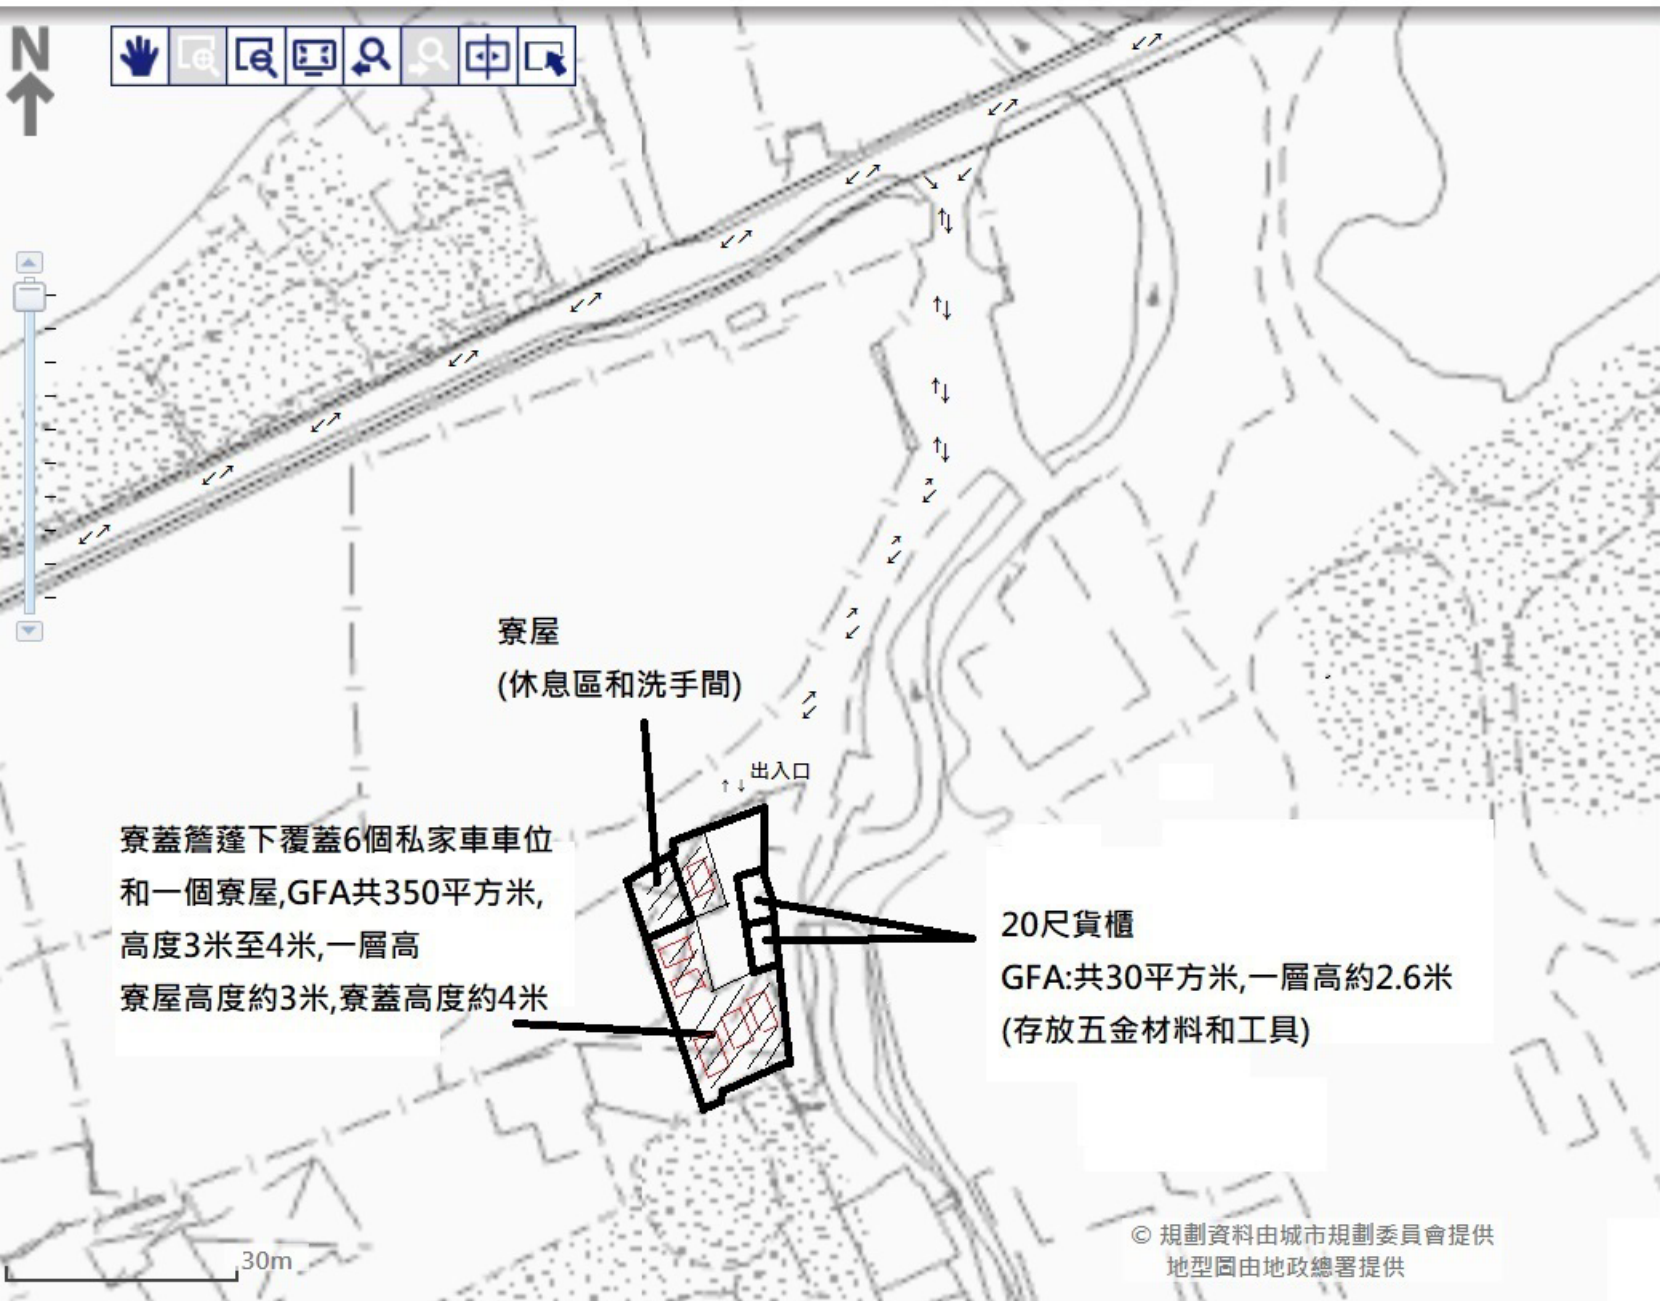 N
寮屋
(休息區和洗手間)
出入口
寮蓋簷蓬下覆蓋6個私家車車位
和一個寮屋,GFA共350平方米,
高度3米至4米,一層高
寮屋高度約3米,寮蓋高度約4米
20尺貨櫃
GFA:共30平方米,一層高約2.6米
(存放五金材料和工具)
30m
© 規劃資料由城市規劃委員會提供
地型圖由地政總署提供